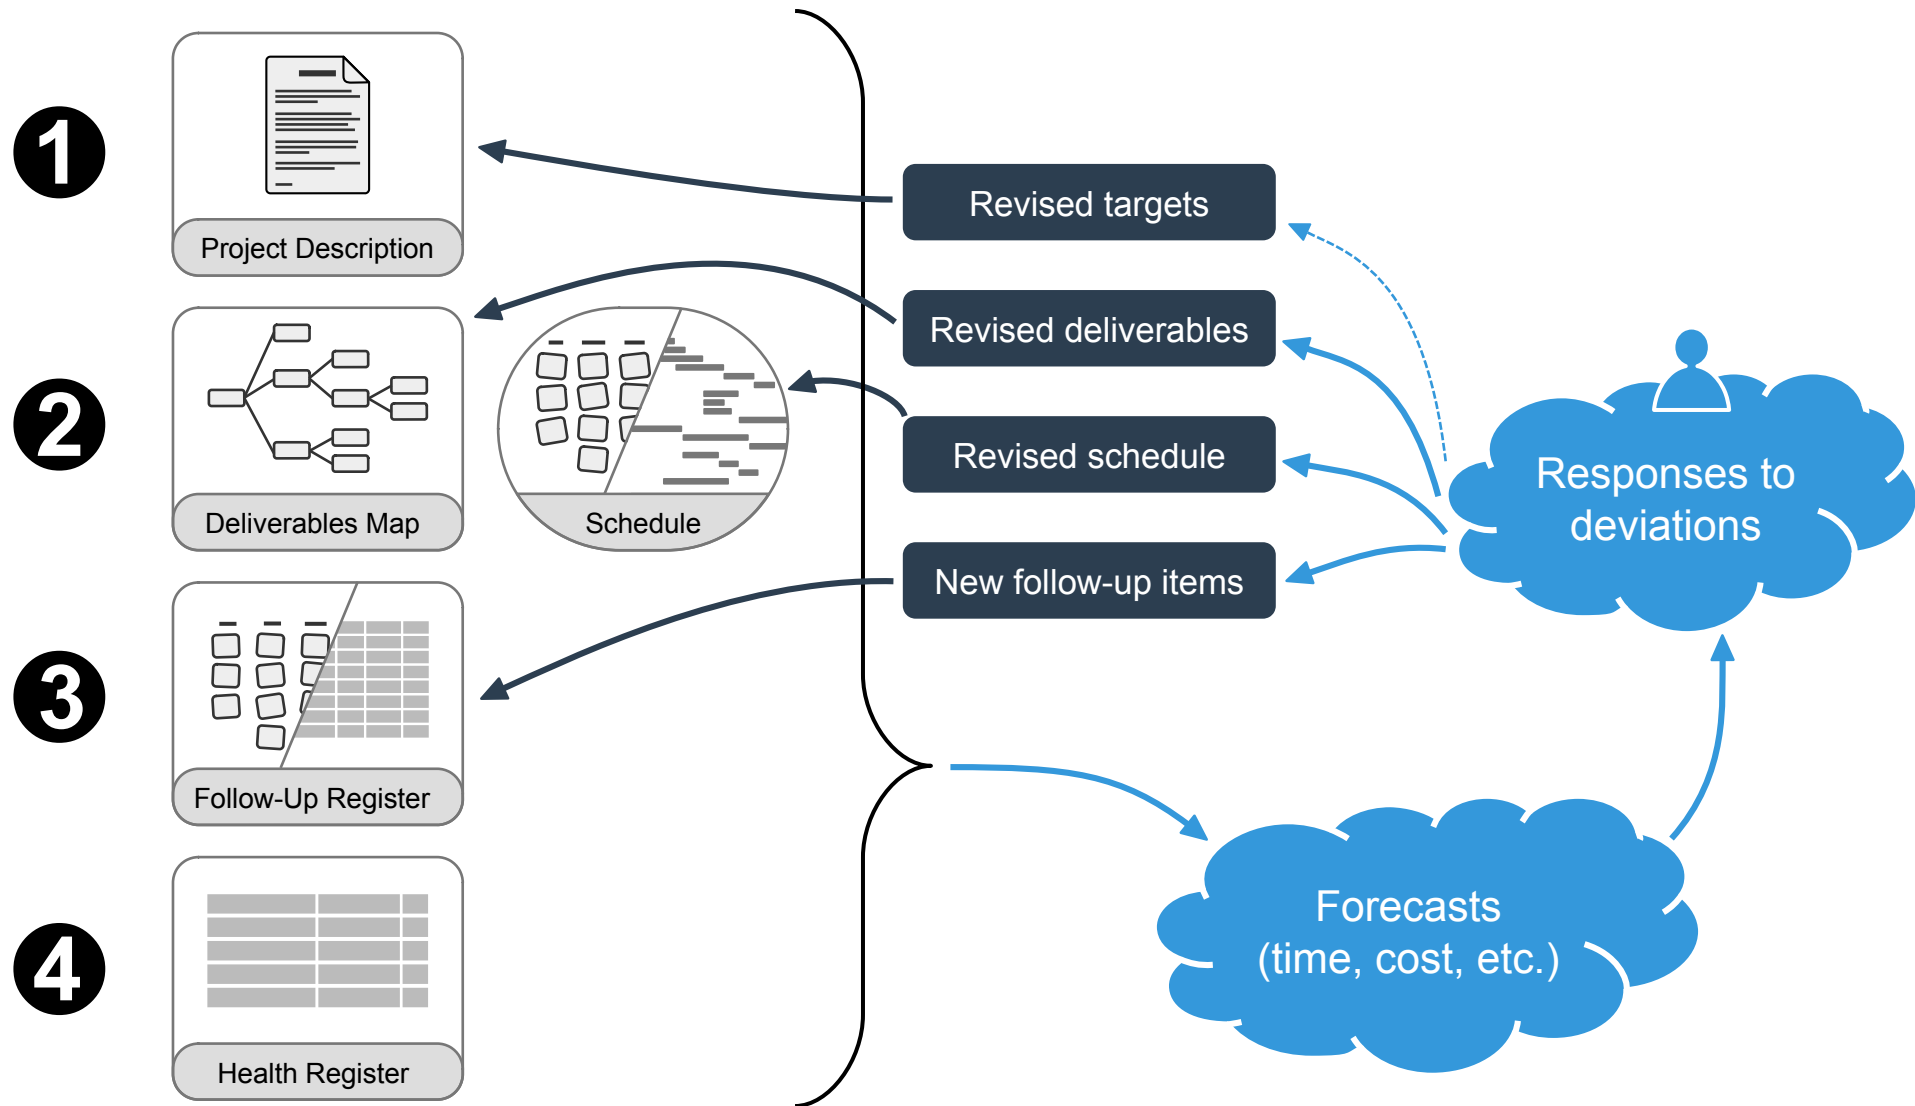 1
Project Description
2
Deliverables Map
Schedule
3
Follow-Up Register
4
Health Register
Revised targets
Revised deliverables
Revised schedule
New follow-up items
Responses to
deviations
Forecasts
(time, cost, etc.)